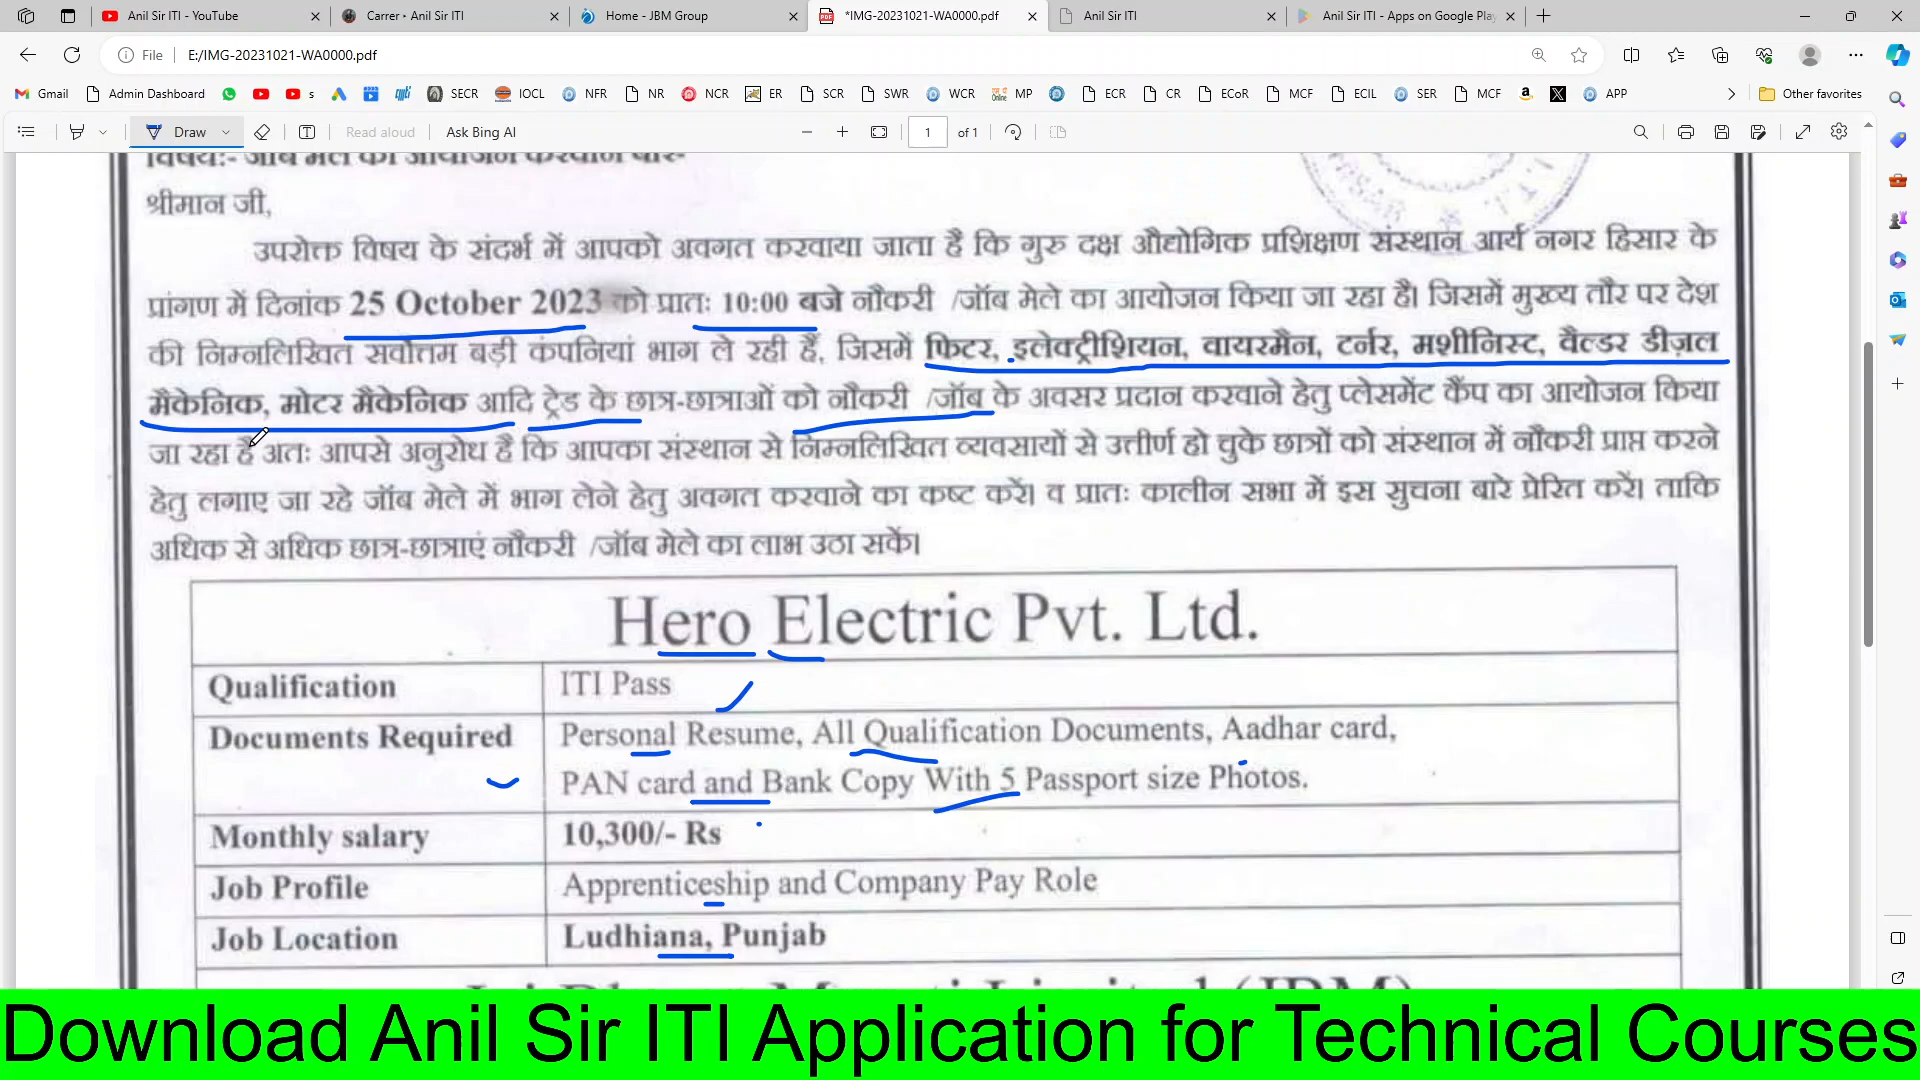 Anil Sir ITI - YouTube
Carrer • Anil Sir ITI
Home - JBM Group
*IMG-20231021-WA0000.pdf
Anil Sir ITI
Anil Sir ITI - Apps on Google Play
File E:/IMG-20231021-WA0000.pdf
Gmail Admin Dashboard s SECR IOCL NFR NR NCR ER SCR SWR WCR MP ECR CR ECoR MCF ECIL SER MCF APP Other favorites
Draw Read aloud Ask Bing AI 1 of 1
विषयः- जॉब मेले का आयोजन करवाने बारे-
श्रीमान जी,
उपरोक्त विषय के संदर्भ में आपको अवगत करवाया जाता है कि गुरु दक्ष औद्योगिक प्रशिक्षण संस्थान आर्य नगर हिसार के
प्रांगण में दिनांक 25 October 2023 को प्रातः 10:00 बजे नौकरी /जॉब मेले का आयोजन किया जा रहा है। जिसमें मुख्य तौर पर देश
की निम्नलिखित सर्वोत्तम बड़ी कंपनियां भाग ले रही हैं, जिसमें फिटर, इलेक्ट्रीशियन, वायरमैन, टर्नर, मशीनिस्ट, वैल्डर डीज़ल
मैकेनिक, मोटर मैकेनिक आदि ट्रेड के छात्र-छात्राओं को नौकरी /जॉब के अवसर प्रदान करवाने हेतु प्लेसमेंट कैंप का आयोजन किया
जा रहा है अतः आपसे अनुरोध है कि आपका संस्थान से निम्नलिखित व्यवसायों से उत्तीर्ण हो चुके छात्रों को संस्थान में नौकरी प्राप्त करने
हेतु लगाए जा रहे जॉब मेले में भाग लेने हेतु अवगत करवाने का कष्ट करें। व प्रातः कालीन सभा में इस सुचना बारे प्रेरित करें। ताकि
अधिक से अधिक छात्र-छात्राएं नौकरी /जॉब मेले का लाभ उठा सकें।
Hero Electric Pvt. Ltd.
Qualification ITI Pass
Documents Required Personal Resume, All Qualification Documents, Aadhar card,
PAN card and Bank Copy With 5 Passport size Photos.
Monthly salary 10,300/- Rs
Job Profile Apprenticeship and Company Pay Role
Job Location Ludhiana, Punjab
Download Anil Sir ITI Application for Technical Courses